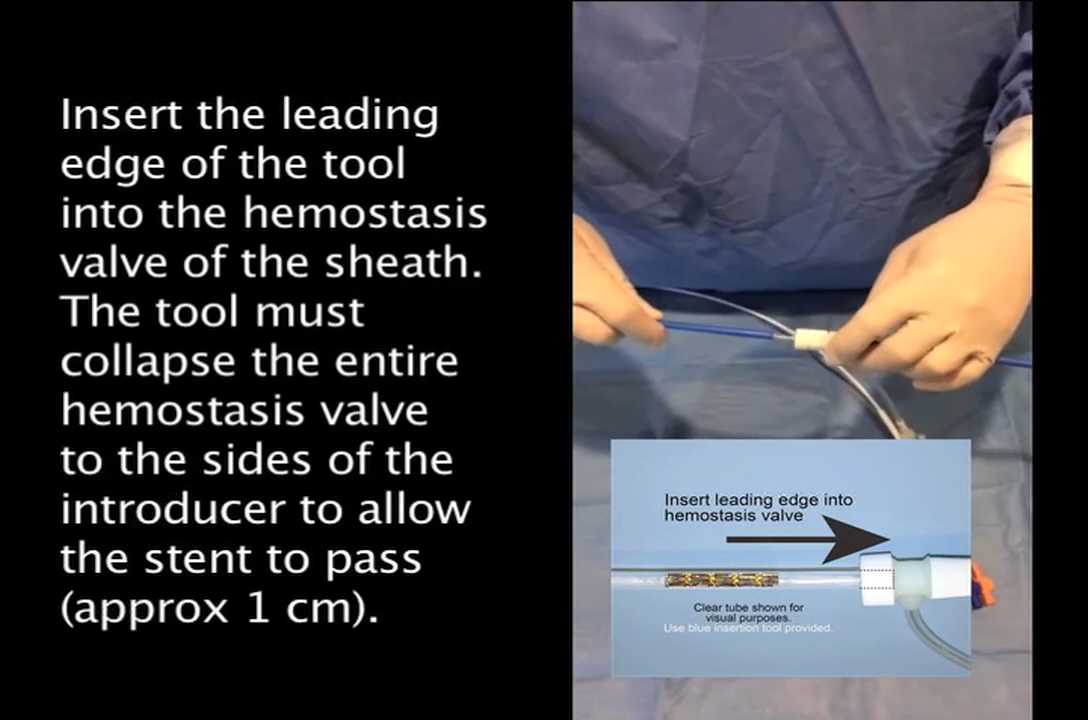 Insert the leading
edge of the tool
into the hemostasis
valve of the sheath.
The tool must
collapse the entire
hemostasis valve
to the sides of the
introducer to allow
the stent to pass
(approx 1 cm).
Insert leading edge into
hemostasis valve
Clear tube shown for
visual purposes.
Use blue insertion tool provided.